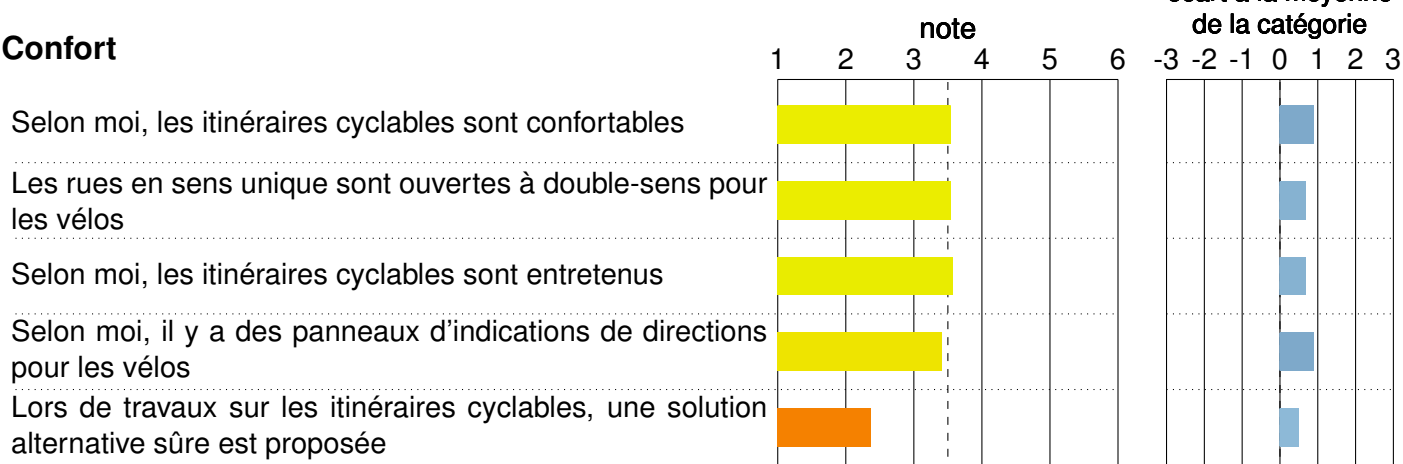 de la catégorie
note
Confort
1 2 3 4 5 6 -3 -2 -1 0 1 2 3
Selon moi, les itinéraires cyclables sont confortables
Les rues en sens unique sont ouvertes à double-sens pour
les vélos
Selon moi, les itinéraires cyclables sont entretenus
Selon moi, il y a des panneaux d'indications de directions
pour les vélos
Lors de travaux sur les itinéraires cyclables, une solution
alternative sûre est proposée